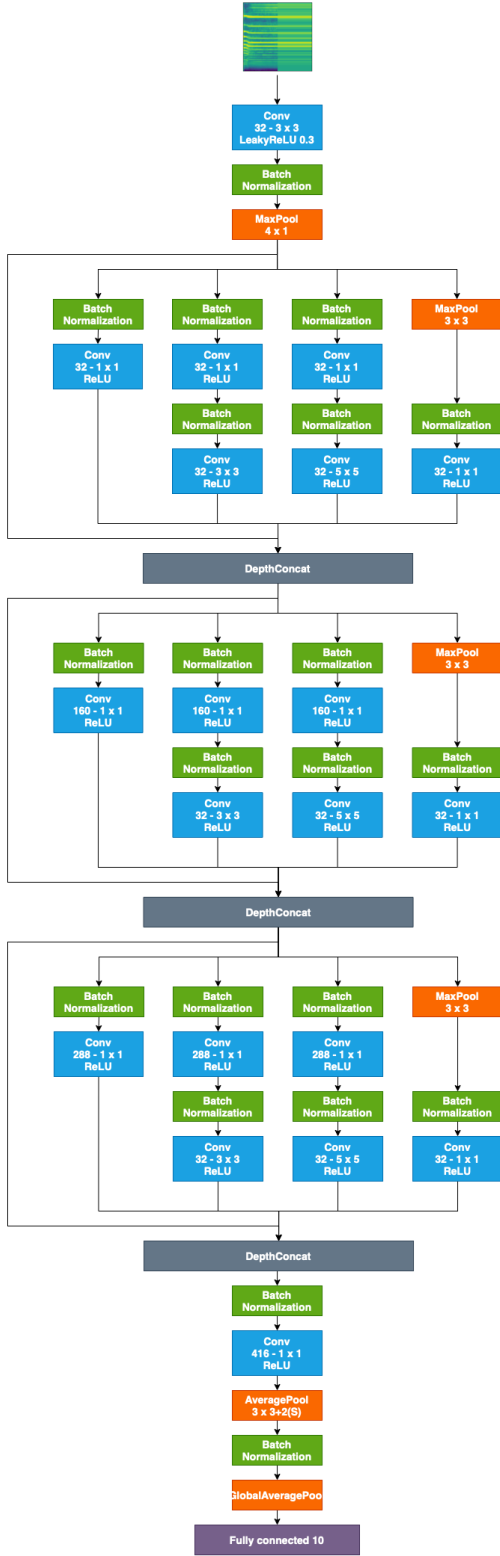 Conv
32 - 3 x 3
LeakyReLU 0.3
Batch
Normalization
MaxPool
4 x 1
Batch
Normalization
Conv
32 - 1 x 1
ReLU
Batch
Normalization
Conv
32 - 1 x 1
ReLU
Batch
Normalization
Conv
32 - 3 x 3
ReLU
Batch
Normalization
Conv
32 - 1 x 1
ReLU
Batch
Normalization
Conv
32 - 5 x 5
ReLU
MaxPool
3 x 3
Batch
Normalization
Conv
32 - 1 x 1
ReLU
DepthConcat
Batch
Normalization
Conv
160 - 1 x 1
ReLU
Batch
Normalization
Conv
160 - 1 x 1
ReLU
Batch
Normalization
Conv
32 - 3 x 3
ReLU
Batch
Normalization
Conv
160 - 1 x 1
ReLU
Batch
Normalization
Conv
32 - 5 x 5
ReLU
MaxPool
3 x 3
Batch
Normalization
Conv
32 - 1 x 1
ReLU
DepthConcat
Batch
Normalization
Conv
288 - 1 x 1
ReLU
Batch
Normalization
Conv
288 - 1 x 1
ReLU
Batch
Normalization
Conv
32 - 3 x 3
ReLU
Batch
Normalization
Conv
288 - 1 x 1
ReLU
Batch
Normalization
Conv
32 - 5 x 5
ReLU
MaxPool
3 x 3
Batch
Normalization
Conv
32 - 1 x 1
ReLU
DepthConcat
Batch
Normalization
Conv
416 - 1 x 1
ReLU
AveragePool
3 x 3+2(S)
Batch
Normalization
GlobalAveragePool
Fully connected 10